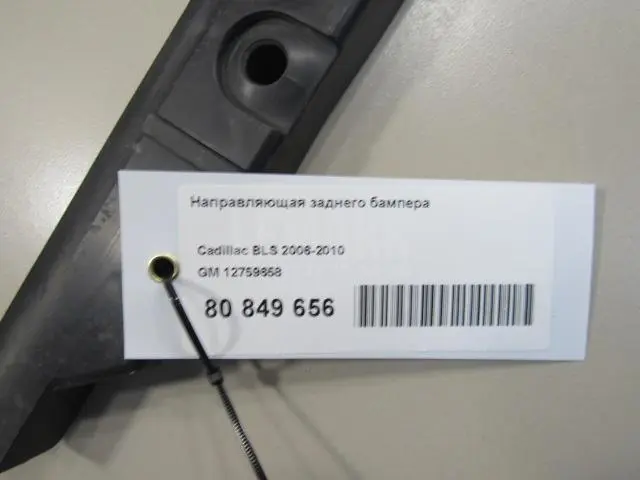 Направляющая заднего бампера
Cadillac BLS 2006-2010
GM 12759658
80 849 656